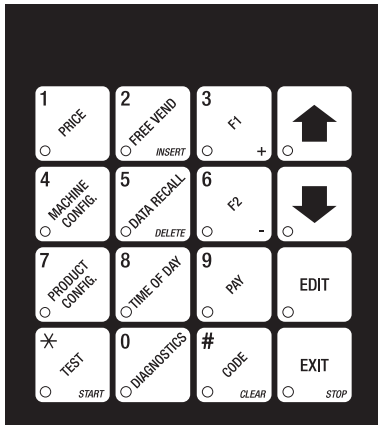 1 PRICE
2 FREE VEND INSERT
3 F1 +
4 MACHINE CONFIG.
5 DATA RECALL DELETE
6 F2 -
7 PRODUCT CONFIG.
8 TIME OF DAY
9 PAY
EDIT
* TEST START
0 DIAGNOSTICS
# CODE CLEAR
EXIT STOP